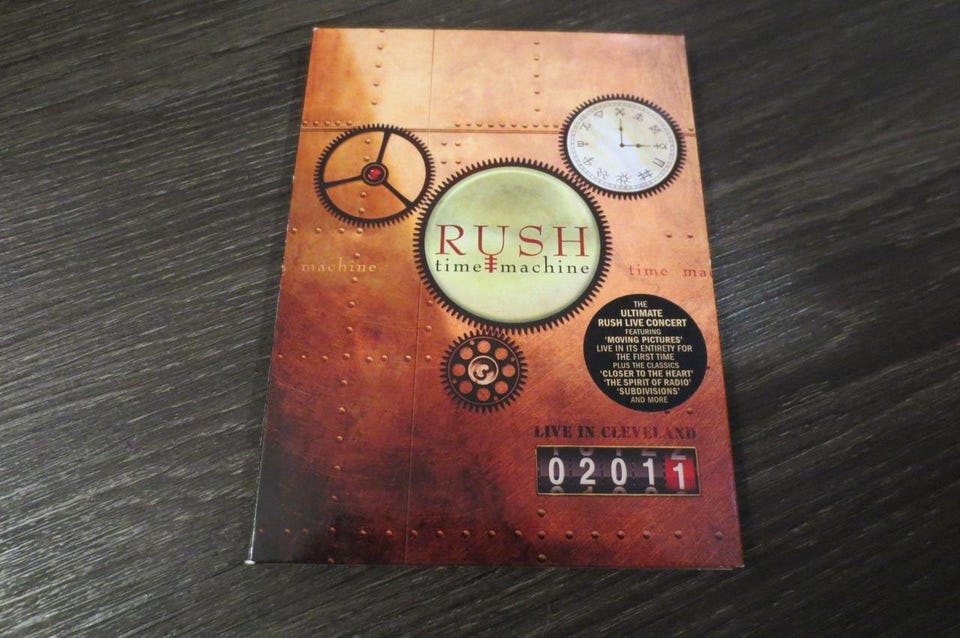 RUSH
time machine
machine
time mac
THE
ULTIMATE
RUSH LIVE CONCERT
FEATURING
'MOVING PICTURES'
LIVE IN ITS ENTIRETY FOR
THE FIRST TIME
PLUS THE CLASSICS
'CLOSER TO THE HEART'
'THE SPIRIT OF RADIO'
'SUBDIVISIONS'
AND MORE
LIVE IN CLEVELAND
02011